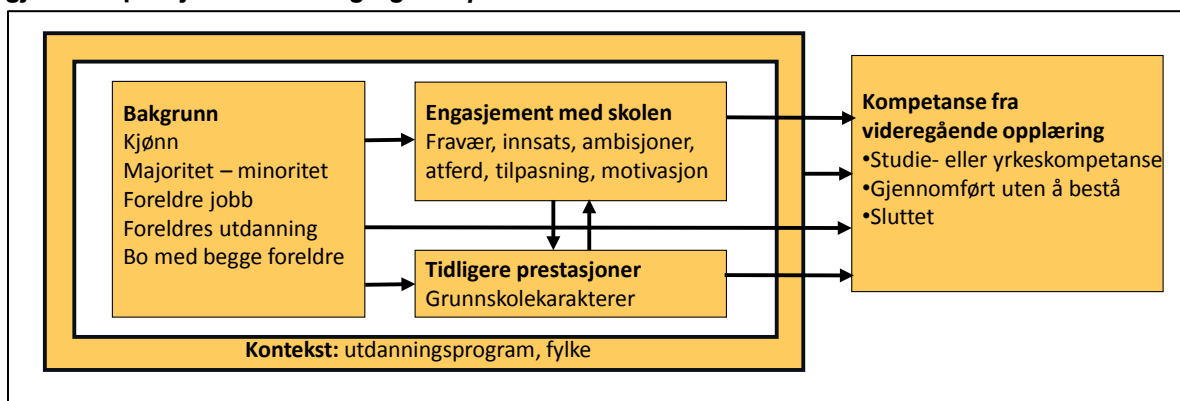 Bakgrunn
Kjønn
Majoritet – minoritet
Foreldre jobb
Foreldres utdanning
Bo med begge foreldre
Engasjement med skolen
Fravær, innsats, ambisjoner,
atferd, tilpasning, motivasjon
Tidligere prestasjoner
Grunnskolekarakterer
Kontekst: utdanningsprogram, fylke
Kompetanse fra
videregående opplæring
•Studie- eller yrkeskompetanse
•Gjennomført uten å bestå
•Sluttet